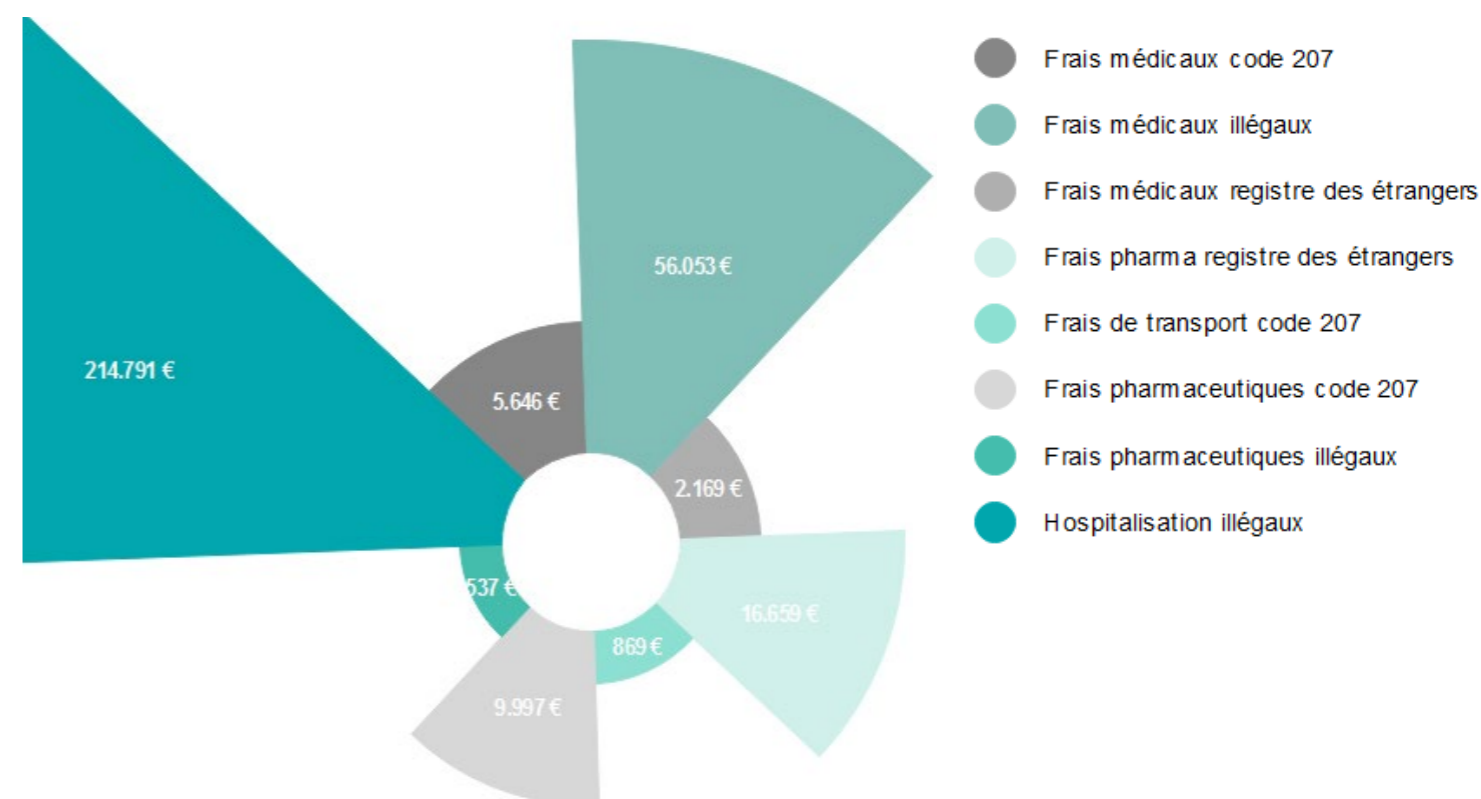 Frais médicaux code 207
Frais médicaux illégaux
Frais médicaux registre des étrangers
Frais pharma registre des étrangers
Frais de transport code 207
Frais pharmaceutiques code 207
Frais pharmaceutiques illégaux
Hospitalisation illégaux
56.053 €
214.791 €
5.646 €
2.169 €
537 €
869 €
16.659 €
9.997 €